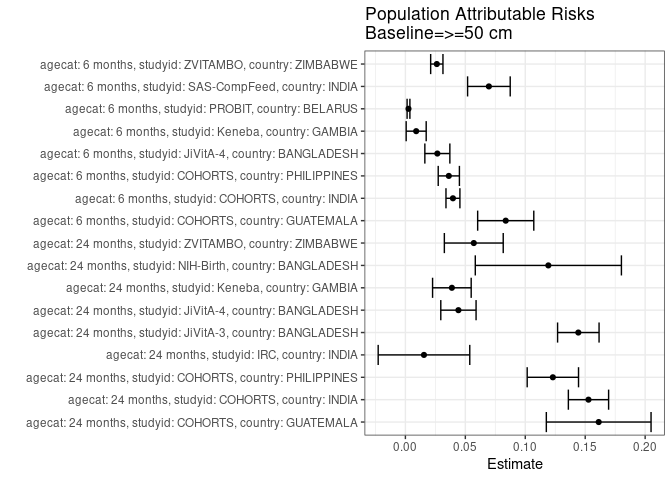 Population Attributable Risks
Baseline=>=50 cm
agecat: 6 months, studyid: ZVITAMBO, country: ZIMBABWE
agecat: 6 months, studyid: SAS-CompFeed, country: INDIA
agecat: 6 months, studyid: PROBIT, country: BELARUS
agecat: 6 months, studyid: Keneba, country: GAMBIA
agecat: 6 months, studyid: JiVitA-4, country: BANGLADESH
agecat: 6 months, studyid: COHORTS, country: PHILIPPINES
agecat: 6 months, studyid: COHORTS, country: INDIA
agecat: 6 months, studyid: COHORTS, country: GUATEMALA
agecat: 24 months, studyid: ZVITAMBO, country: ZIMBABWE
agecat: 24 months, studyid: NIH-Birth, country: BANGLADESH
agecat: 24 months, studyid: Keneba, country: GAMBIA
agecat: 24 months, studyid: JiVitA-4, country: BANGLADESH
agecat: 24 months, studyid: JiVitA-3, country: BANGLADESH
agecat: 24 months, studyid: IRC, country: INDIA
agecat: 24 months, studyid: COHORTS, country: PHILIPPINES
agecat: 24 months, studyid: COHORTS, country: INDIA
agecat: 24 months, studyid: COHORTS, country: GUATEMALA
0.00 0.05 0.10 0.15 0.20
Estimate